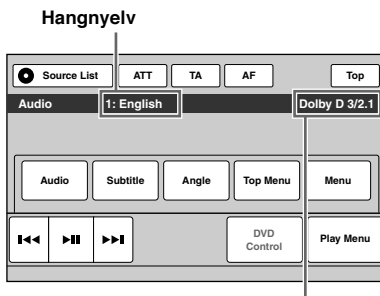 Hangnyelv
Source List ATT TA AF Top
Audio 1: English Dolby D 3/2.1
Audio Subtitle Angle Top Menu Menu
DVD Control Play Menu